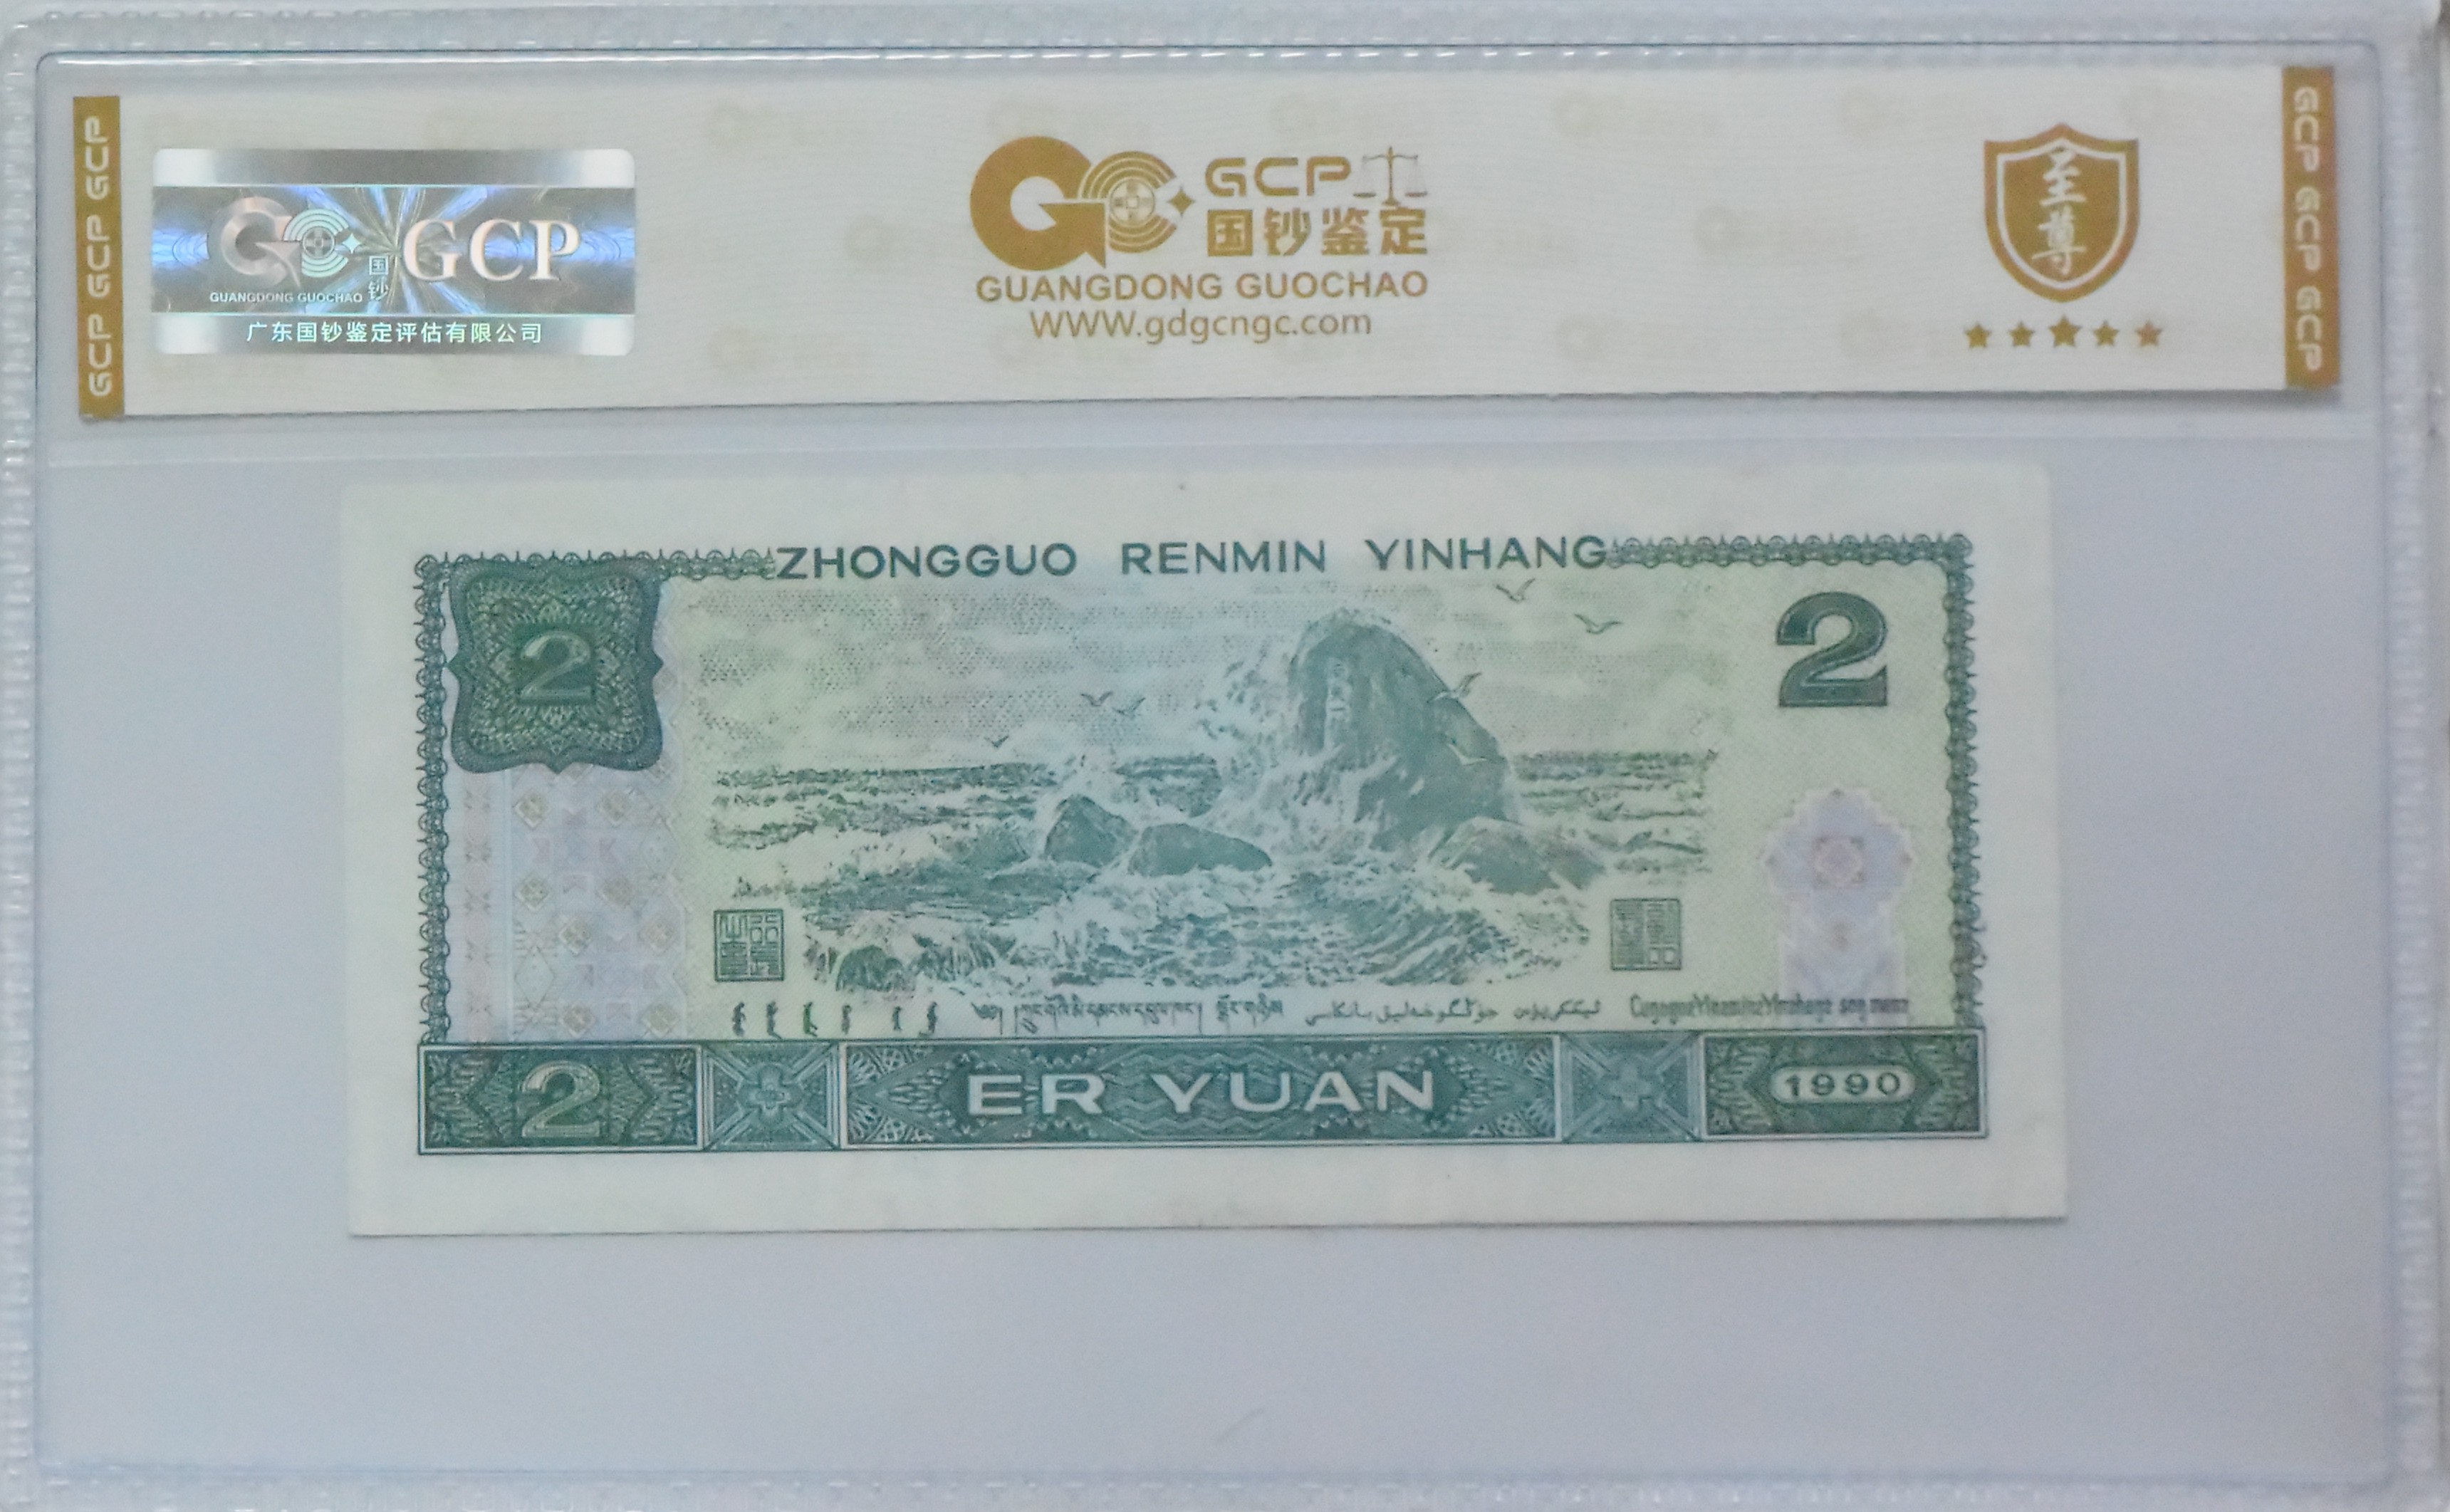 GCP GCP GCP
GCP
国钞
GUANGDONG GUOCHAO
广东国钞鉴定评估有限公司
GCP
国钞鉴定
GUANGDONG GUOCHAO
WWW.gdgcngc.com
至尊
GCP GCP GCP
ZHONGGUO RENMIN YINHANG
2
2
2 ER YUAN 1990